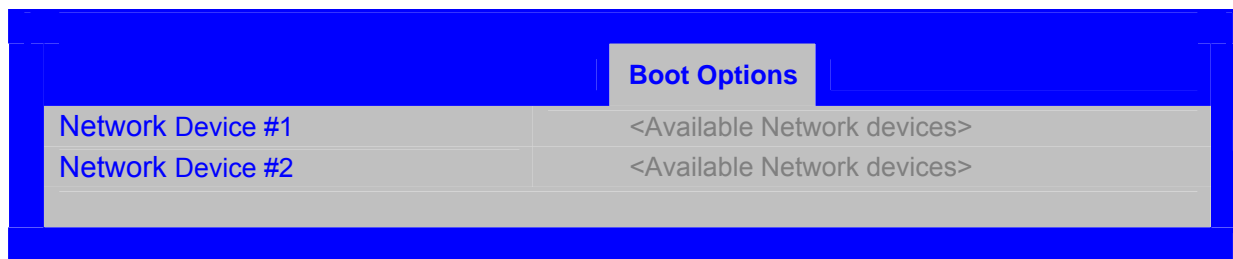 Boot Options
Network Device #1 <Available Network devices>
Network Device #2 <Available Network devices>